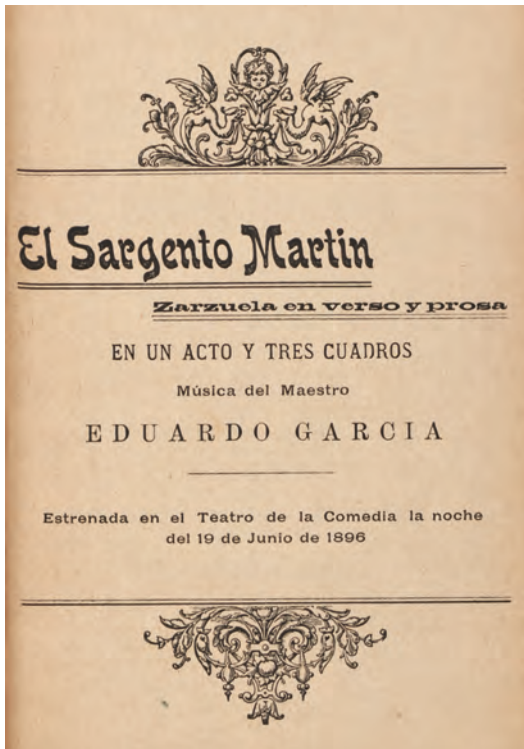 El Sargento Martin
Zarzuela en verso y prosa
EN UN ACTO Y TRES CUADROS
Música del Maestro
EDUARDO GARCIA
Estrenada en el Teatro de la Comedia la noche
del 19 de Junio de 1896